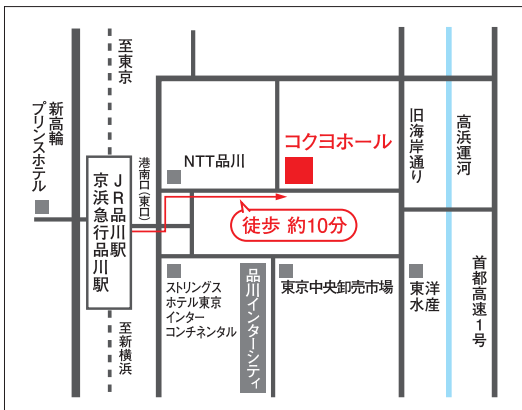 至東京
新高輪
プリンスホテル
港南口（東口）
JR品川駅
京浜急行品川駅
至新横浜
NTT品川
コクヨホール
徒歩 約10分
旧海岸通り
高浜運河
首都高速1号
ストリングス
ホテル東京
インター
コンチネンタル
品川インターシティ
東京中央卸売市場
東洋
水産